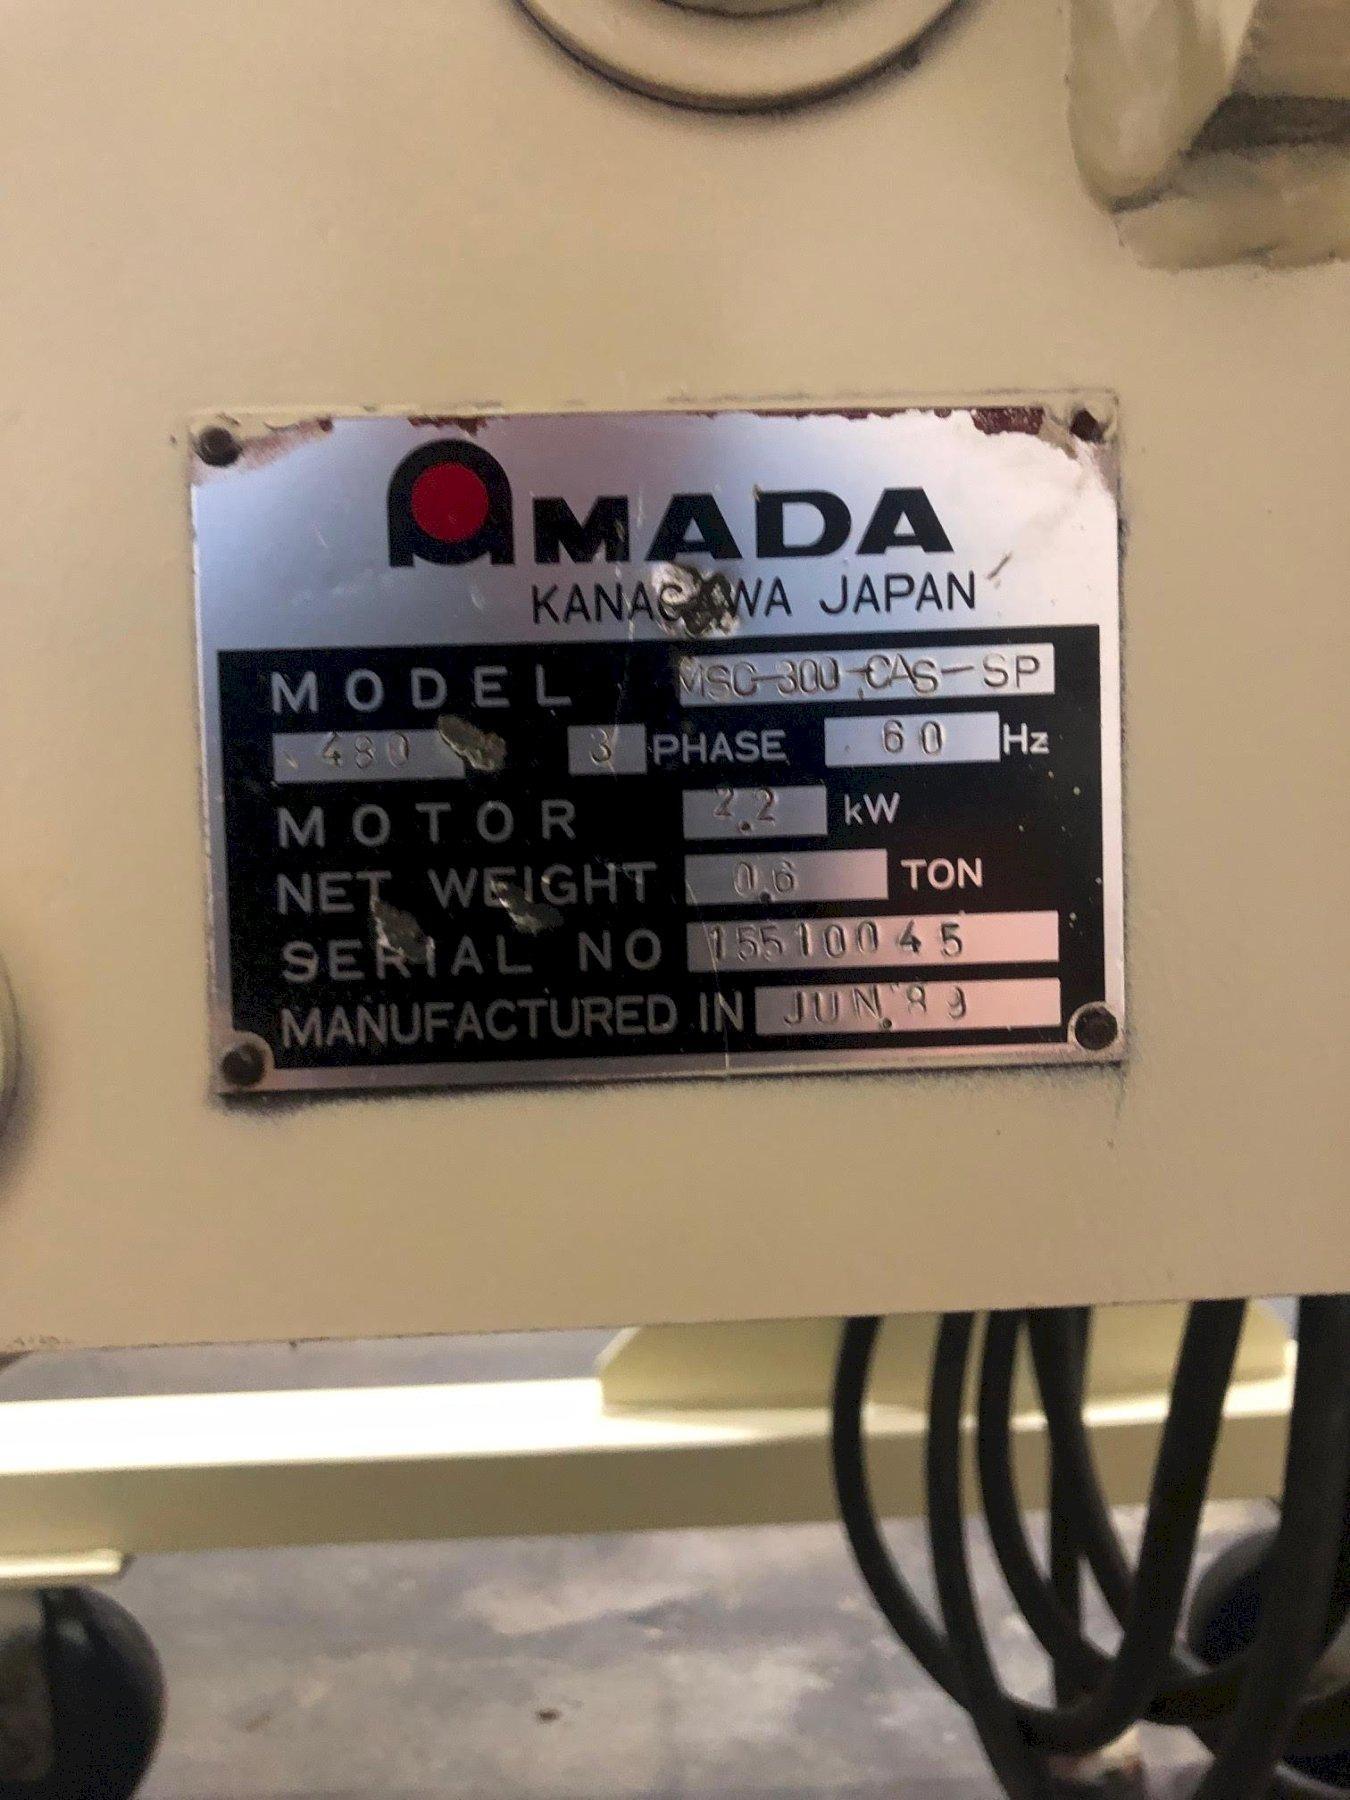 AMADA
KANAGAWA JAPAN
MODEL MSC-300-CAS-SP
480 3 PHASE 60 Hz
MOTOR 2.2 kW
NET WEIGHT 0.6 TON
SERIAL NO 15510045
MANUFACTURED IN JUN.'89